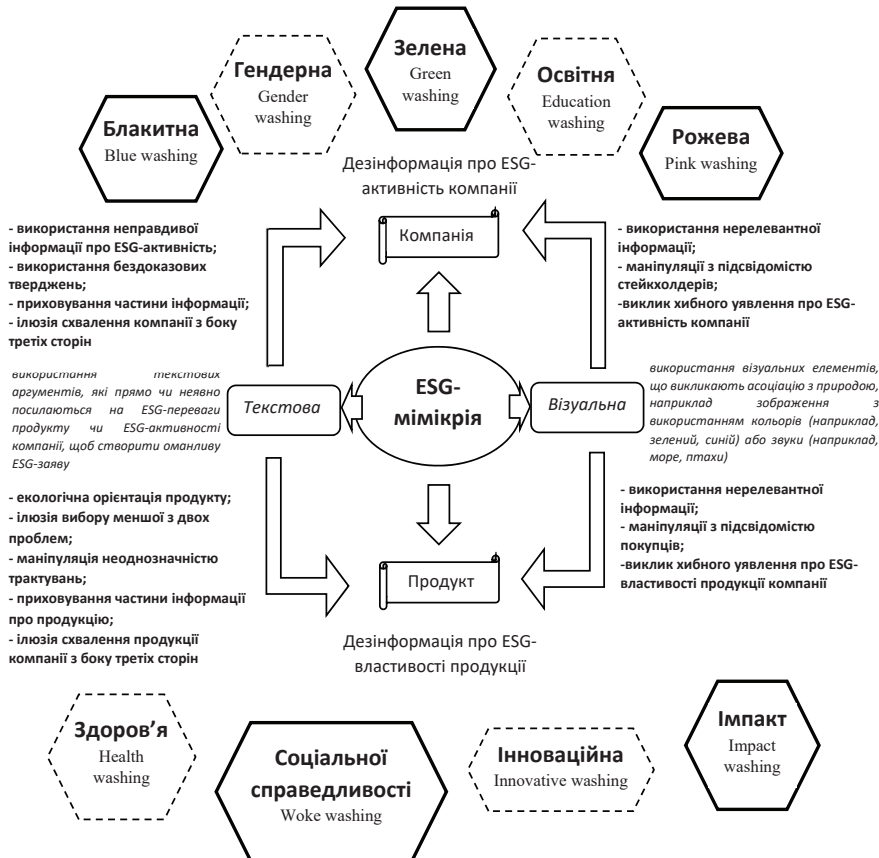 Зелена
Green
washing
Гендерна
Gender
washing
Освітня
Education
washing
Блакитна
Blue washing
Рожева
Pink washing
Дезінформація про ESG-
активність компанії
- використання неправдивої
інформації про ESG-активність;
- використання бездоказових
тверджень;
- приховування частини інформації;
- ілюзія схвалення компанії з боку
третіх сторін
Компанія
- використання нерелевантної
інформації;
- маніпуляції з підсвідомістю
стейкхолдерів;
-виклик хибного уявлення про ESG-
активність компанії
використання текстових
аргументів, які прямо чи неявно
посилаються на ESG-переваги
продукту чи ESG-активності
компанії, щоб створити оманливу
ESG-заяву
Текстова
ESG-
мімікрія
Візуальна
використання візуальних елементів,
що викликають асоціацію з природою,
наприклад зображення з
використанням кольорів (наприклад,
зелений, синій) або звуки (наприклад,
море, птахи)
- екологічна орієнтація продукту;
- ілюзія вибору меншої з двох
проблем;
- маніпуляція неоднозначністю
трактувань;
- приховування частини інформації
про продукцію;
- ілюзія схвалення продукції
компанії з боку третіх сторін
Продукт
- використання нерелевантної
інформації;
- маніпуляції з підсвідомістю
покупців;
-виклик хибного уявлення про ESG-
властивості продукції компанії
Дезінформація про ESG-
властивості продукції
Здоров’я
Health
washing
Соціальної
справедливості
Woke washing
Інноваційна
Innovative washing
Імпакт
Impact
washing